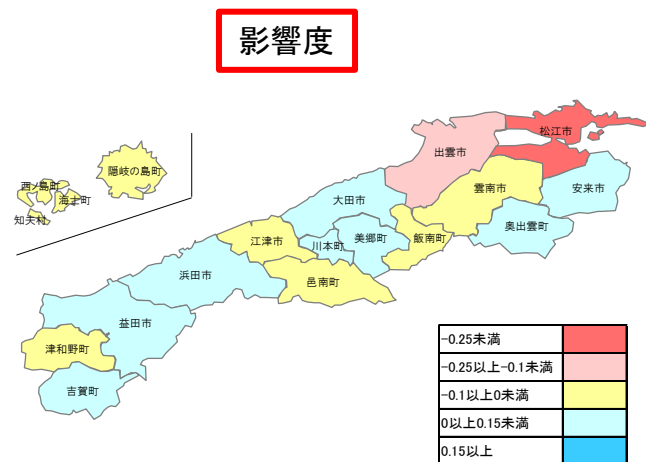 影響度
松江市
出雲市
隠岐の島町
西ノ島町
海士町
知夫村
雲南市
安来市
大田市
奥出雲町
飯南町
美郷町
川本町
江津市
邑南町
浜田市
益田市
津和野町
吉賀町
-0.25未満
-0.25以上-0.1未満
-0.1以上0未満
0以上0.15未満
0.15以上